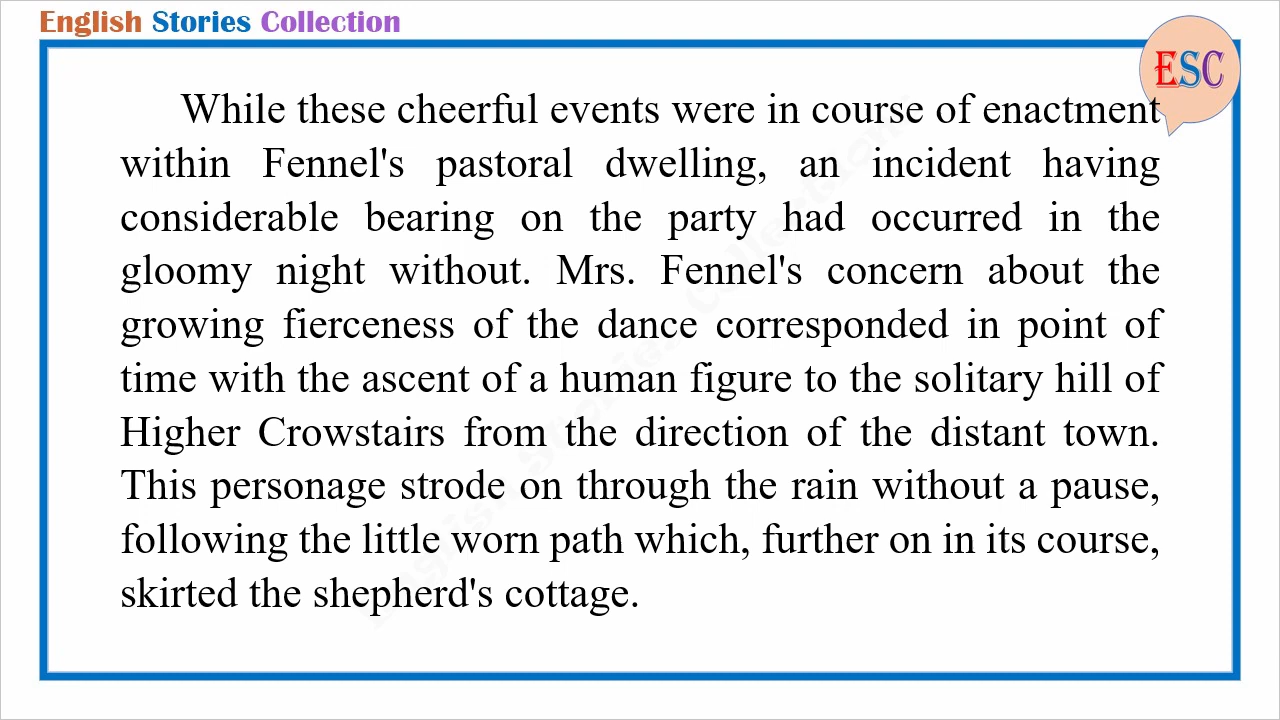 English Stories Collection
ESC
While these cheerful events were in course of enactment
within Fennel's pastoral dwelling, an incident having
considerable bearing on the party had occurred in the
gloomy night without. Mrs. Fennel's concern about the
growing fierceness of the dance corresponded in point of
time with the ascent of a human figure to the solitary hill of
Higher Crowstairs from the direction of the distant town.
This personage strode on through the rain without a pause,
following the little worn path which, further on in its course,
skirted the shepherd's cottage.
English Stories Collection